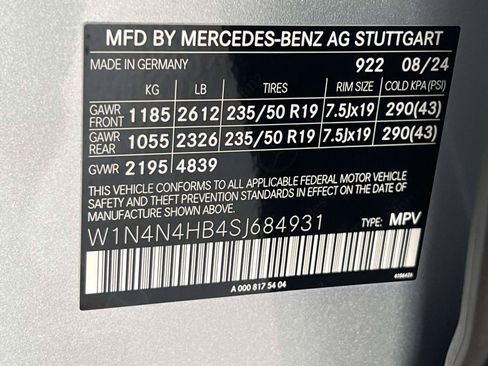 MFD BY MERCEDES-BENZ AG STUTTGART
MADE IN GERMANY 922 08/24
KG LB TIRES RIM SIZE COLD KPA (PSI)
GAWR FRONT 1185 2612 235/50 R19 7.5Jx19 290(43)
GAWR REAR 1055 2326 235/50 R19 7.5Jx19 290(43)
GVWR 2195 4839
THIS VEHICLE CONFORMS TO ALL APPLICABLE FEDERAL MOTOR VEHICLE
SAFETY AND THEFT PREVENTION STANDARDS IN EFFECT ON THE DATE OF
MANUFACTURE SHOWN ABOVE.
W1N4N4HB4SJ684931 TYPE: MPV
A 000 817 54 04